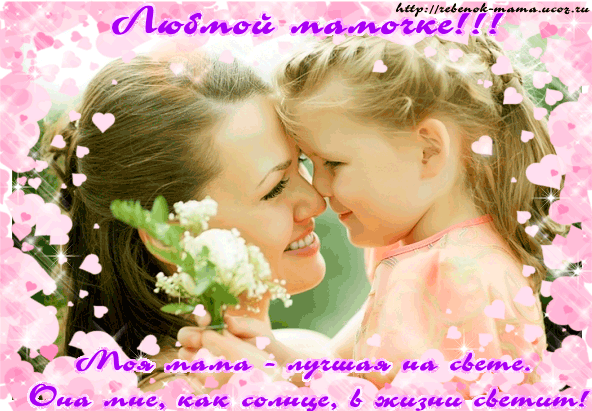 http://rebenok-mama.ucoz.ru
Любмой мамочке!!!
Моя мама - лучшая на свете.
Она мне, как солнце, в жизни светит!